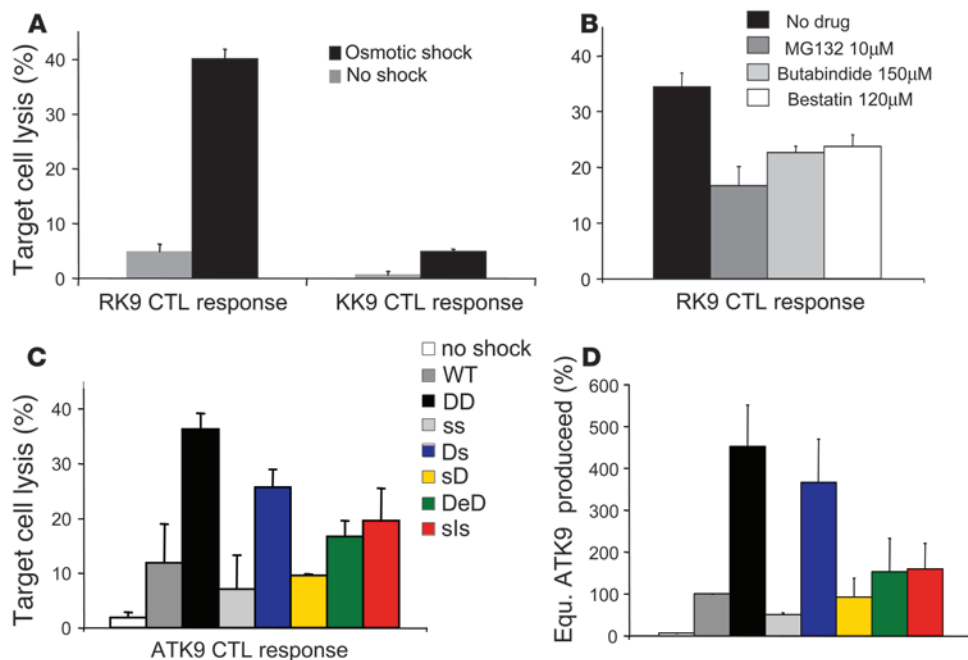 A
Target cell lysis (%)
40
30
20
10
0
Osmotic shock
No shock
RK9 CTL response
KK9 CTL response
B
40
30
20
10
0
No drug
MG132 10μM
Butabindide 150μM
Bestatin 120μM
RK9 CTL response
C
Target cell lysis (%)
40
30
20
10
0
no shock
WT
DD
ss
Ds
sD
DeD
sIs
ATK9 CTL response
D
Equ. ATK9 produceed (%)
600
500
400
300
200
100
0